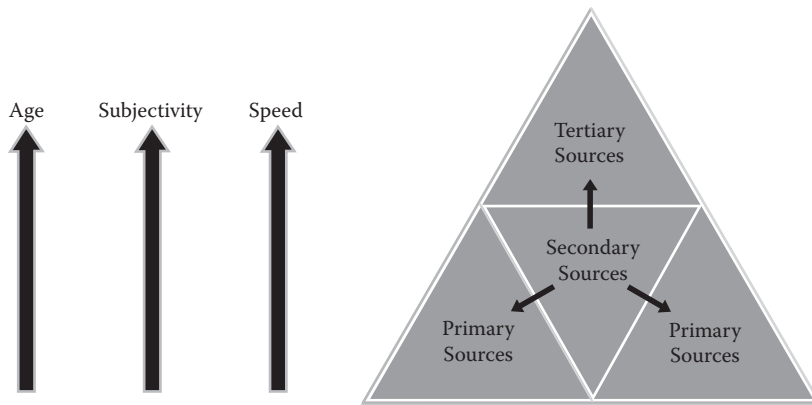 Age
Subjectivity
Speed
Tertiary
Sources
Secondary
Sources
Primary
Sources
Primary
Sources